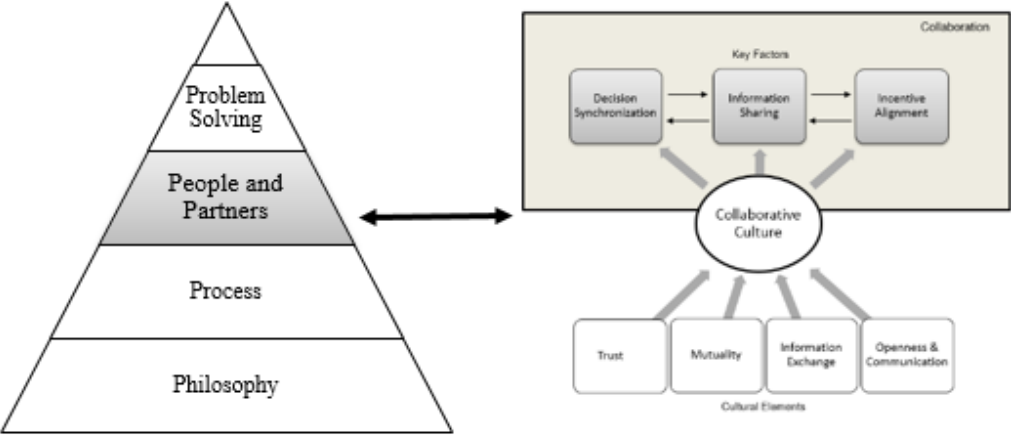 Problem
Solving
People and
Partners
Process
Philosophy
Collaboration
Key Factors
Decision
Synchronization
Information
Sharing
Incentive
Alignment
Collaborative
Culture
Trust
Mutuality
Information
Exchange
Openness &
Communication
Cultural Elements